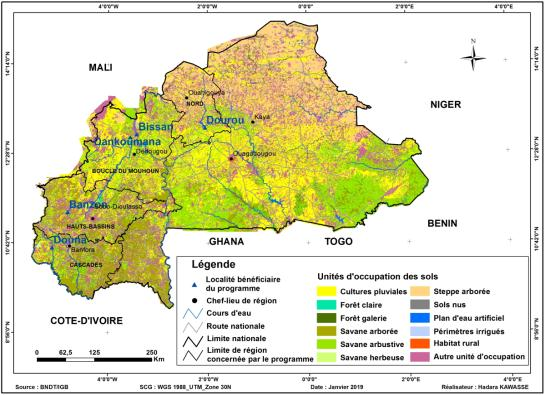 4°0'0"W 2°0'0"W 0°0'0" 2°0'0"E
MALI
NIGER
BENIN
TOGO
GHANA
COTE-D'IVOIRE
N
Ouahigouya
NORD
Dourou
Kaya
Bissan
Dankoumana
Dédougou
Ouagadougou
BOUCLE DU MOUHOUN
Banzon
Bobo-Dioulasso
HAUTS-BASSINS
Douna
Banfora
CASCADES
Légende
Localité bénéficiaire
du programme
Chef-lieu de région
Cours d'eau
Route nationale
Limite nationale
Limite de région
concernée par le programme
Unités d'occupation des sols
Cultures pluviales
Forêt claire
Forêt galerie
Savane arborée
Savane arbustive
Savane herbeuse
Steppe arborée
Sols nus
Plan d'eau artificiel
Périmètres irrigués
Habitat rural
Autre unité d'occupation
0 62,5 125 250
Km
4°0'0"W 2°0'0"W 0°0'0" 2°0'0"E
Source : BNDT/IGB SCG : WGS 1988_UTM_Zone 30N Date : Janvier 2019 Réalisateur : Hadara KAWASSE